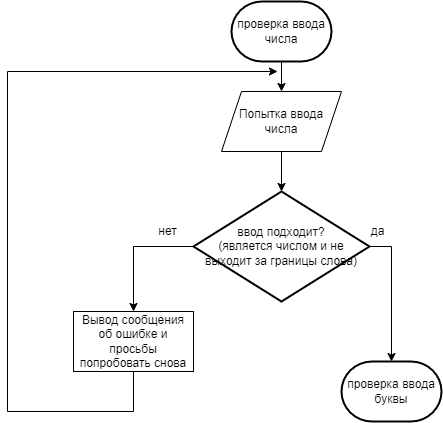 проверка ввода
числа
Попытка ввода
числа
ввод подходит?
(является числом и не
выходит за границы слова)
нет
да
Вывод сообщения
об ошибке и
просьбы
попробовать снова
проверка ввода
буквы